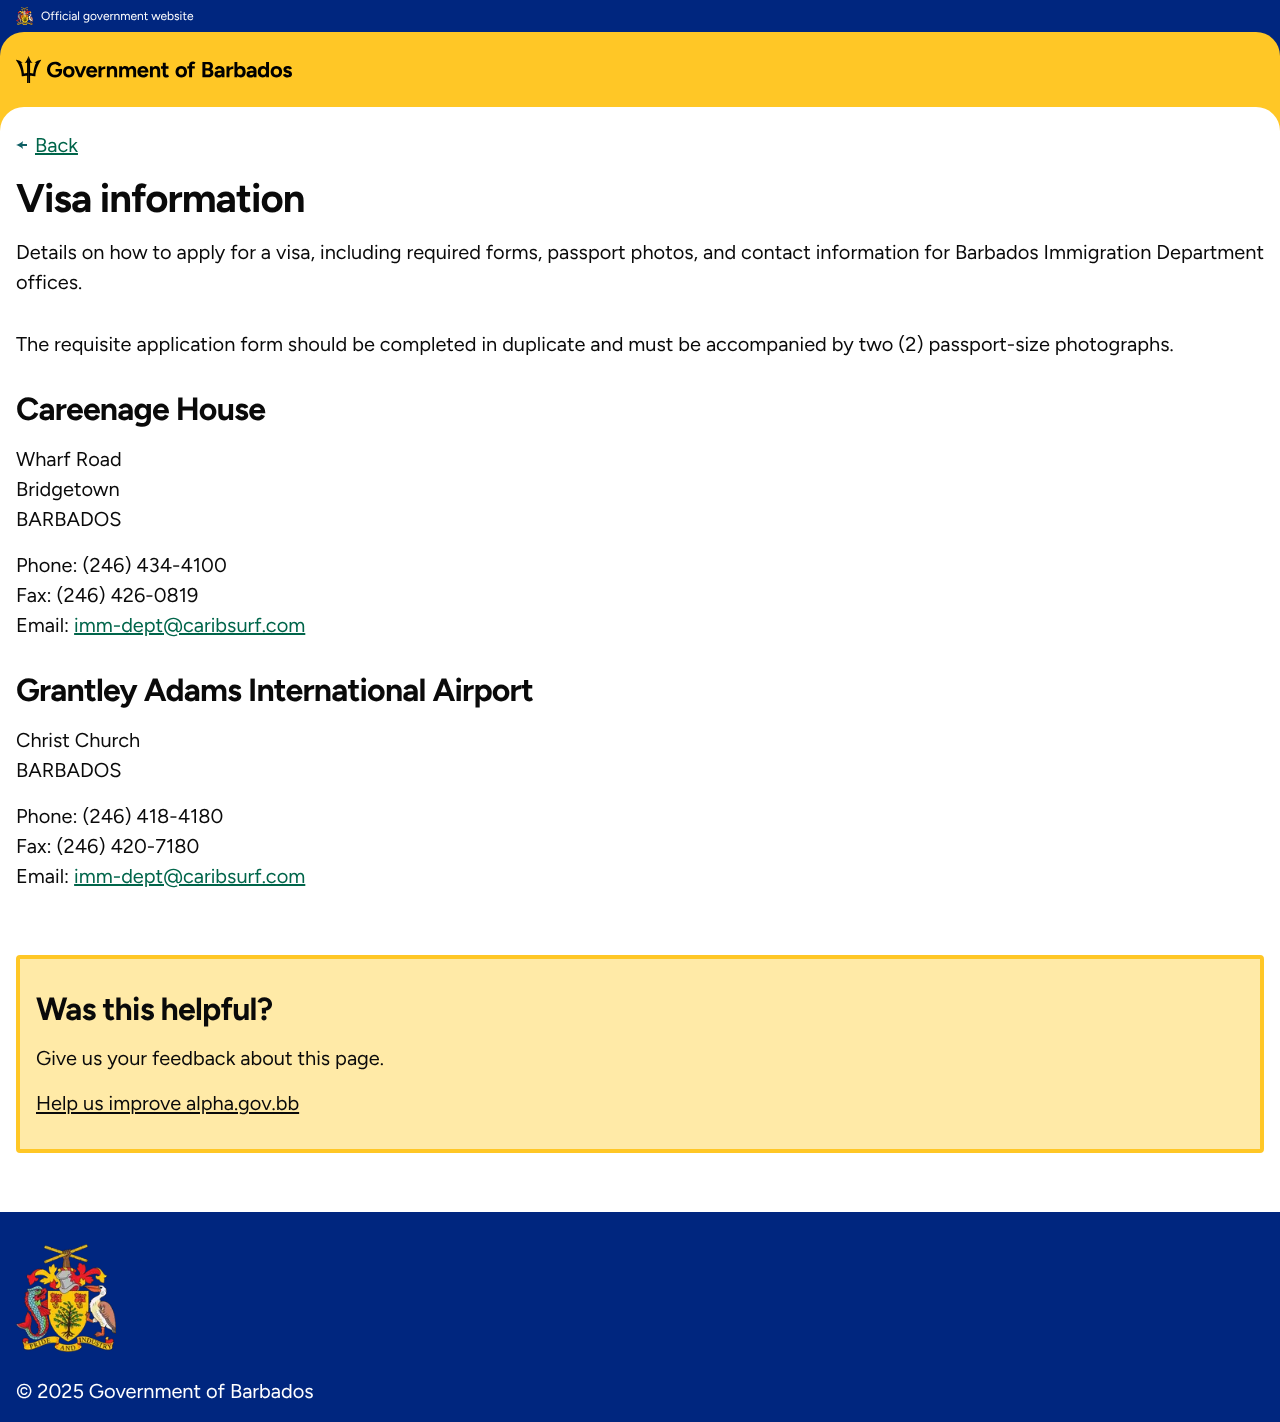 Official government website
Government of Barbados
Back
Visa information
Details on how to apply for a visa, including required forms, passport photos, and contact information for Barbados Immigration Department
offices.
The requisite application form should be completed in duplicate and must be accompanied by two (2) passport-size photographs.
Careenage House
Wharf Road
Bridgetown
BARBADOS
Phone: (246) 434-4100
Fax: (246) 426-0819
Email: imm-dept@caribsurf.com
Grantley Adams International Airport
Christ Church
BARBADOS
Phone: (246) 418-4180
Fax: (246) 420-7180
Email: imm-dept@caribsurf.com
Was this helpful?
Give us your feedback about this page.
Help us improve alpha.gov.bb
PRIDE AND INDUSTRY
© 2025 Government of Barbados